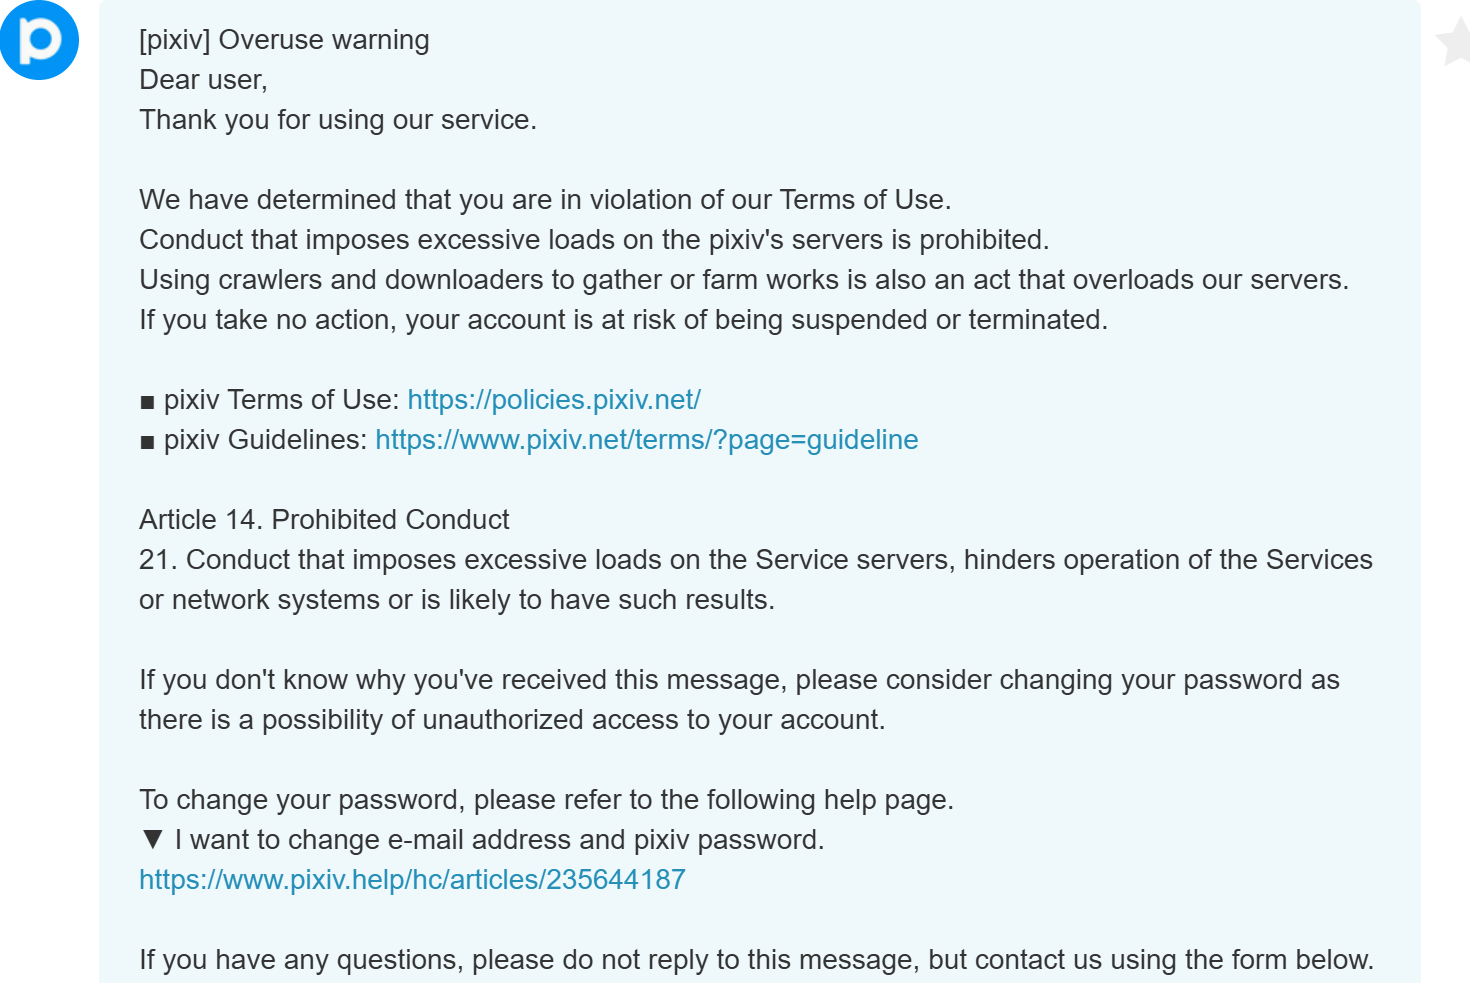 [pixiv] Overuse warning
Dear user,
Thank you for using our service.
We have determined that you are in violation of our Terms of Use.
Conduct that imposes excessive loads on the pixiv's servers is prohibited.
Using crawlers and downloaders to gather or farm works is also an act that overloads our servers.
If you take no action, your account is at risk of being suspended or terminated.
■ pixiv Terms of Use: https://policies.pixiv.net/
■ pixiv Guidelines: https://www.pixiv.net/terms/?page=guideline
Article 14. Prohibited Conduct
21. Conduct that imposes excessive loads on the Service servers, hinders operation of the Services
or network systems or is likely to have such results.
If you don't know why you've received this message, please consider changing your password as
there is a possibility of unauthorized access to your account.
To change your password, please refer to the following help page.
▼ I want to change e-mail address and pixiv password.
https://www.pixiv.help/hc/articles/235644187
If you have any questions, please do not reply to this message, but contact us using the form below.